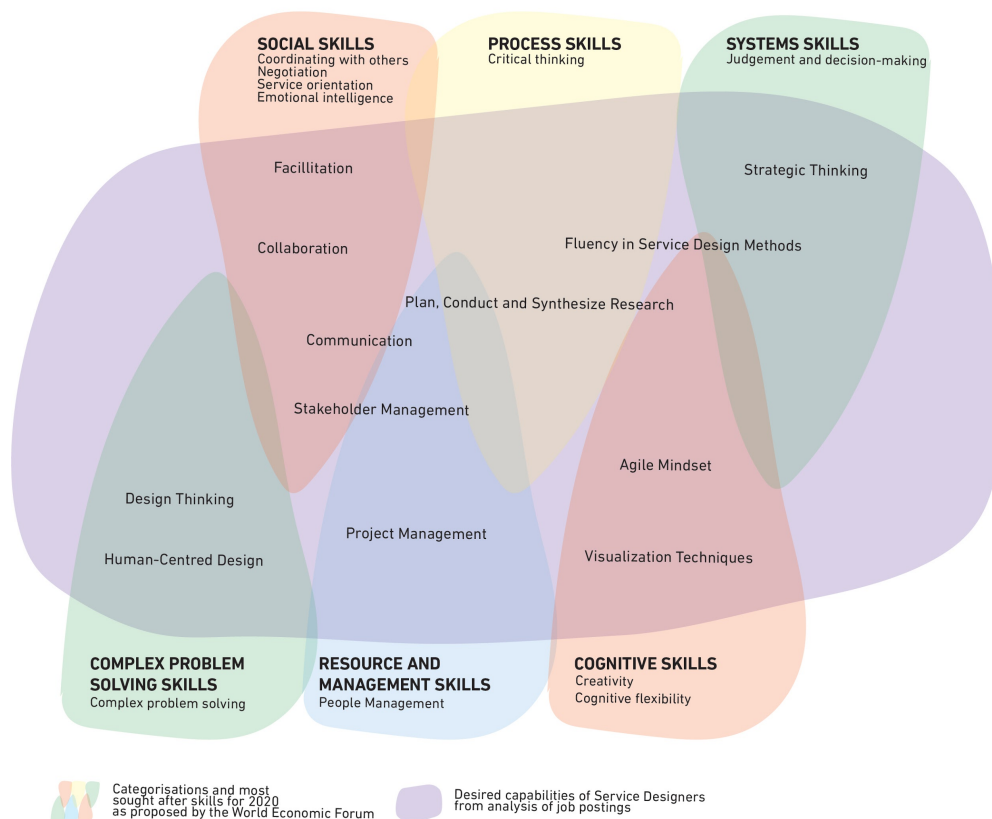 SOCIAL SKILLS
Coordinating with others
Negotiation
Service orientation
Emotional intelligence
PROCESS SKILLS
Critical thinking
SYSTEMS SKILLS
Judgement and decision-making
Facillitation
Strategic Thinking
Collaboration
Fluency in Service Design Methods
Plan, Conduct and Synthesize Research
Communication
Stakeholder Management
Agile Mindset
Design Thinking
Project Management
Human-Centred Design
Visualization Techniques
COMPLEX PROBLEM
SOLVING SKILLS
Complex problem solving
RESOURCE AND
MANAGEMENT SKILLS
People Management
COGNITIVE SKILLS
Creativity
Cognitive flexibility
Categorisations and most
sought after skills for 2020
as proposed by the World Economic Forum
Desired capabilities of Service Designers
from analysis of job postings